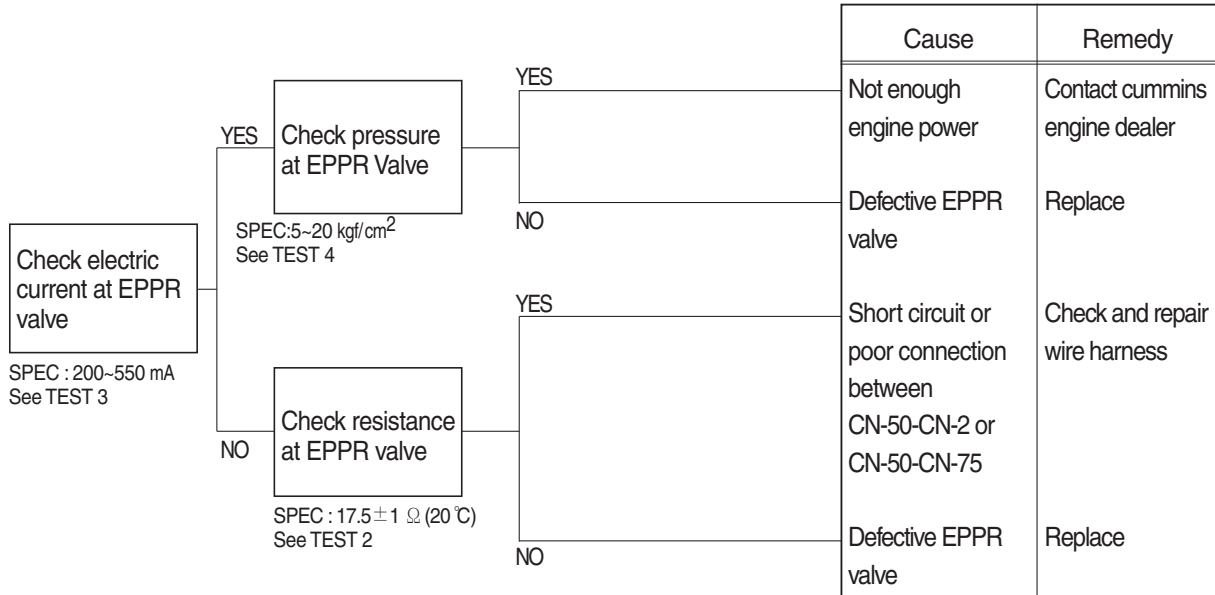 Cause
Remedy
YES
Not enough
engine power
Contact cummins
engine dealer
YES
Check pressure
at EPPR Valve
NO
Defective EPPR
valve
Replace
SPEC:5~20 kgf/cm²
See TEST 4
Check electric
current at EPPR
valve
SPEC : 200~550 mA
See TEST 3
YES
Short circuit or
poor connection
between
CN-50-CN-2 or
CN-50-CN-75
Check and repair
wire harness
NO
Check resistance
at EPPR valve
SPEC : 17.5±1 Ω (20℃)
See TEST 2
NO
Defective EPPR
valve
Replace